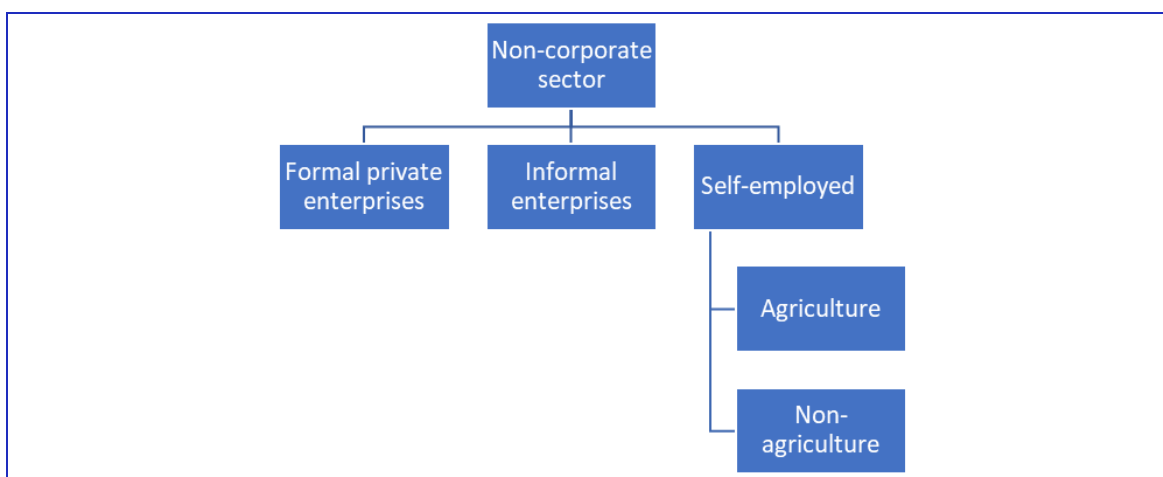 Non-corporate
sector
Formal private
enterprises
Informal
enterprises
Self-employed
Agriculture
Non-
agriculture